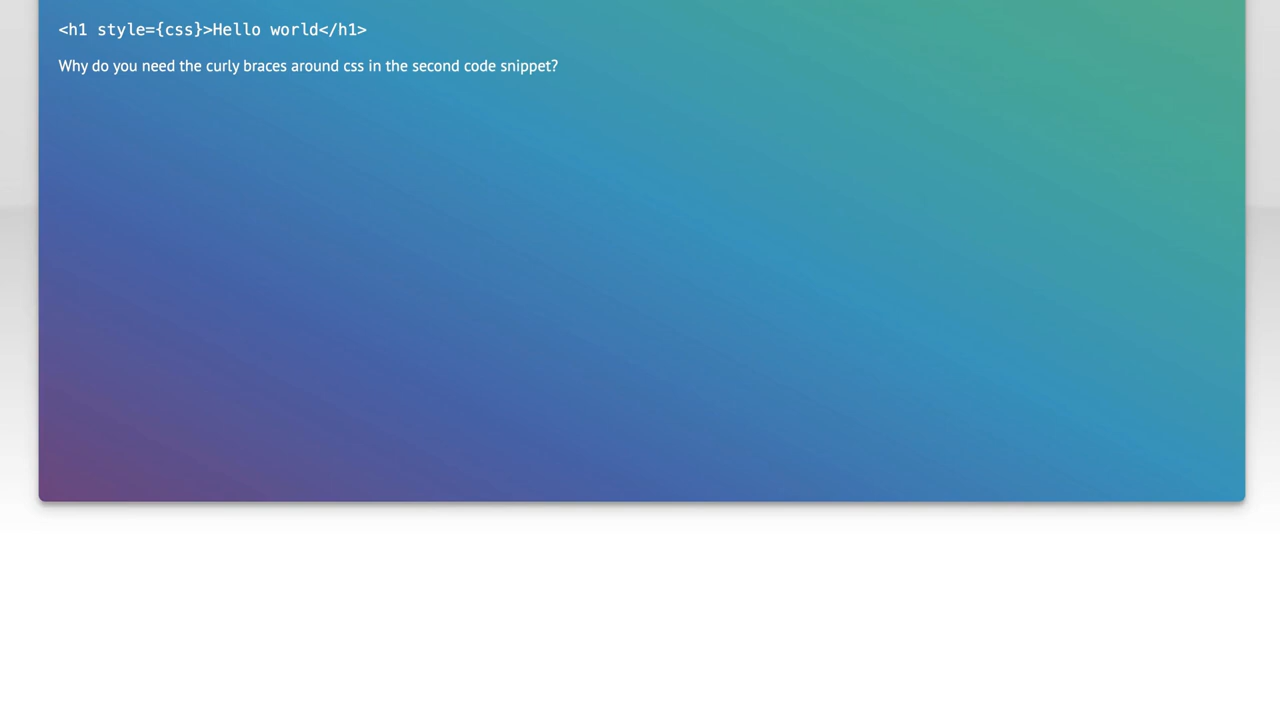 <h1 style={css}>Hello world</h1>
Why do you need the curly braces around css in the second code snippet?